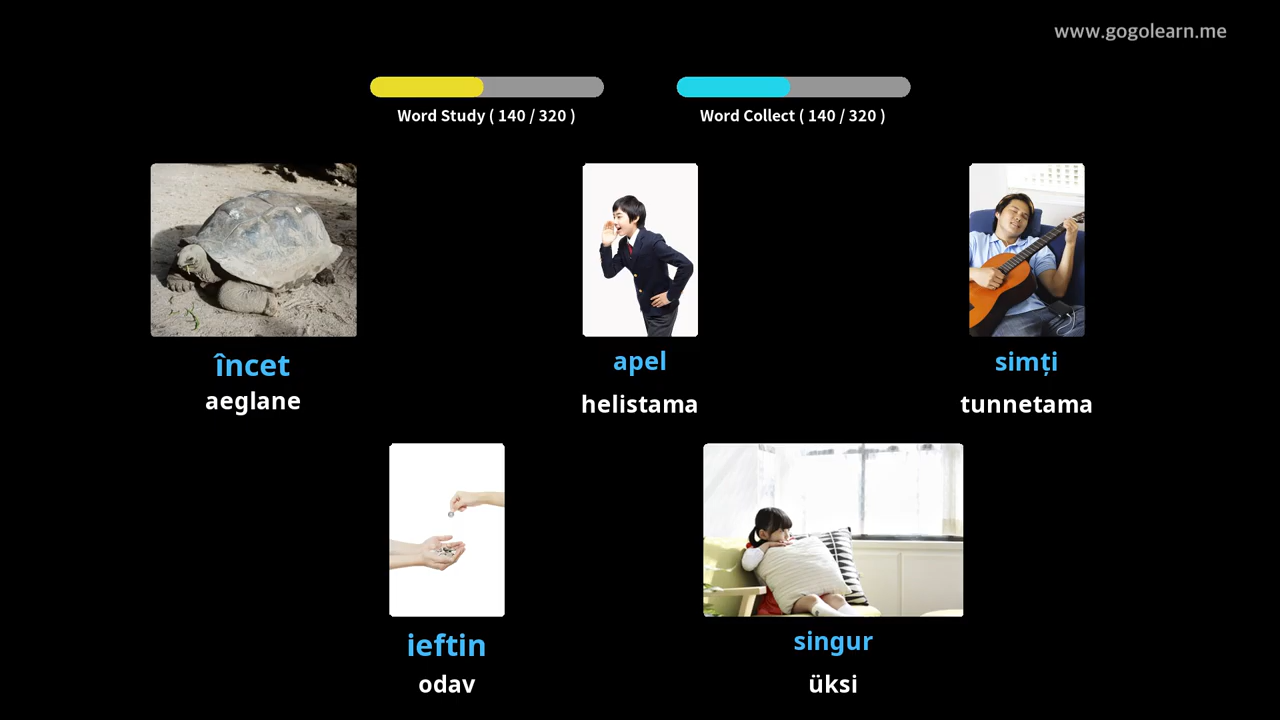 www.gogolearn.me
Word Study ( 140 / 320 )
Word Collect ( 140 / 320 )
încet
aeglane
apel
helistama
simți
tunnetama
ieftin
odav
singur
üksi